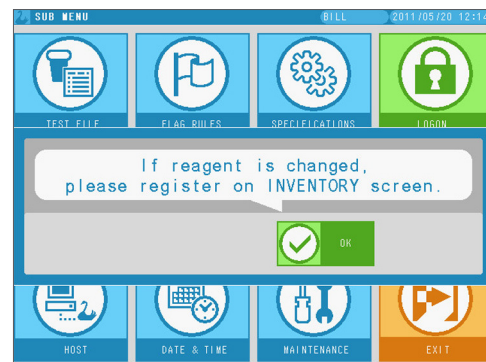 SUB MENU
BILL
2011/05/20 12:14
TEST FILE
FLAG RULES
SPECIFICATIONS
LOGON
If reagent is changed,
please register on INVENTORY screen.
OK
HOST
DATE & TIME
MAINTENANCE
EXIT